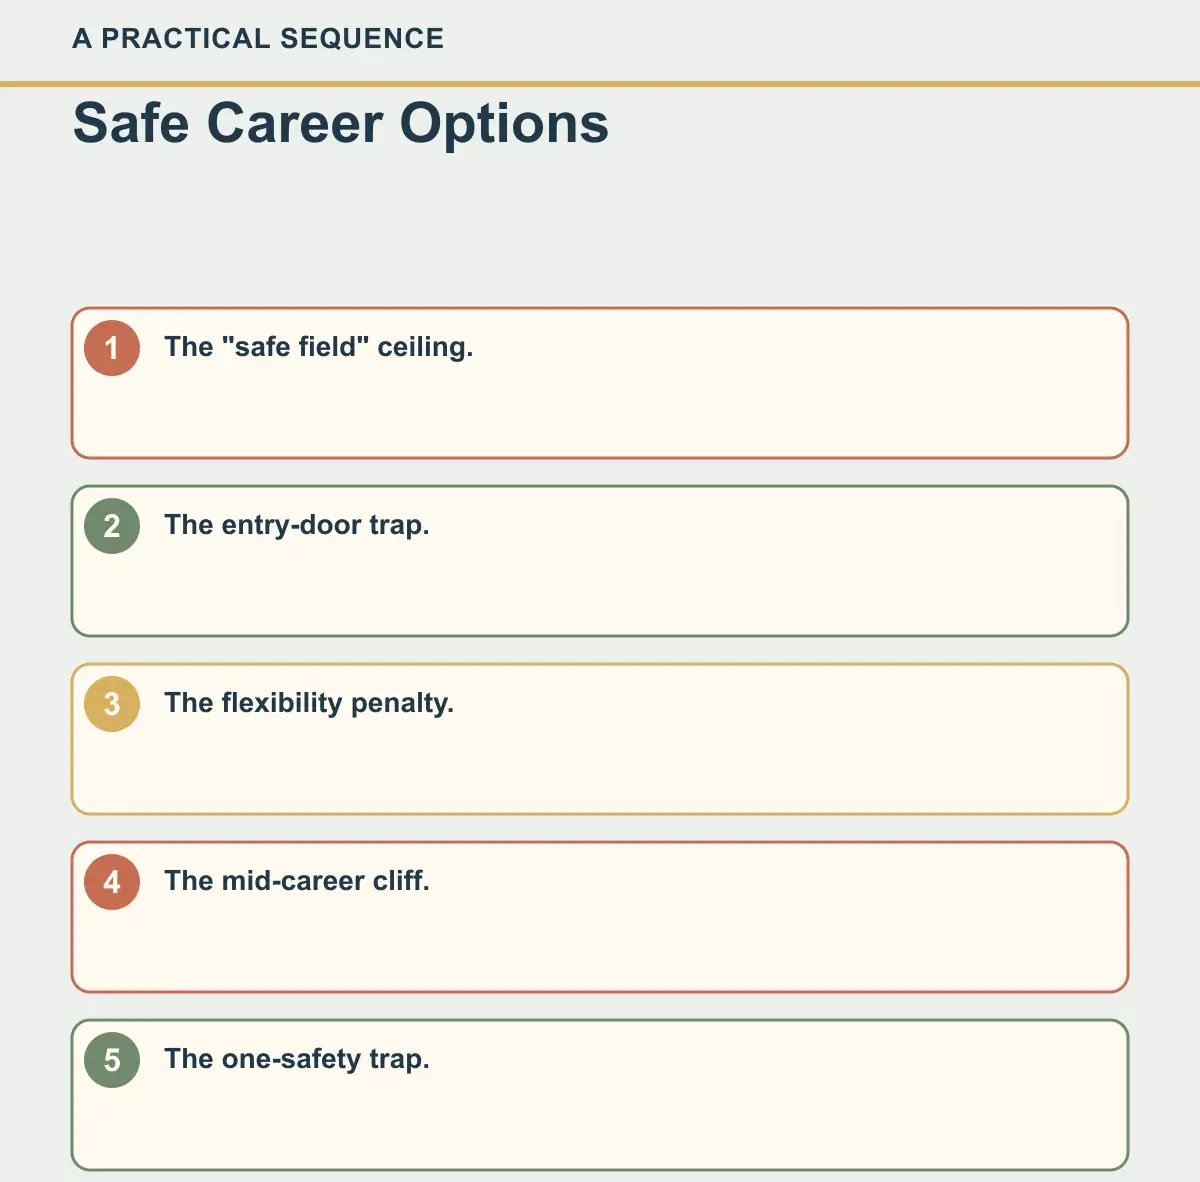 A PRACTICAL SEQUENCE
Safe Career Options
1
The "safe field" ceiling.
2
The entry-door trap.
3
The flexibility penalty.
4
The mid-career cliff.
5
The one-safety trap.